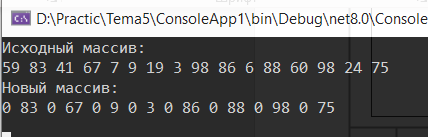 D:\Practic\Tema5\ConsoleApp1\bin\Debug\net8.0\Console
Исходный массив:
59 83 41 67 7 9 19 3 98 86 6 88 60 98 24 75
Новый массив:
0 83 0 67 0 9 0 3 0 86 0 88 0 98 0 75